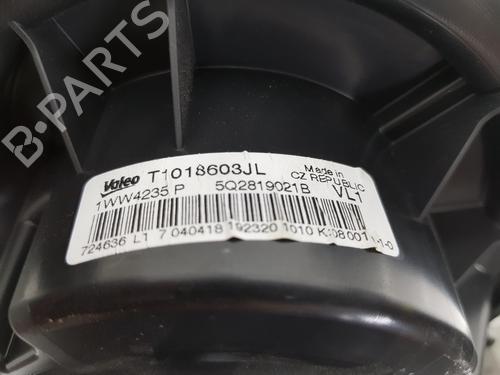 B-PARTS
Valeo T1018603JL Made in
CZ REPUBLIC
1WW4235 P 5Q2819021B VL1
724636 L1 7 040418 192320 1010 K:08001